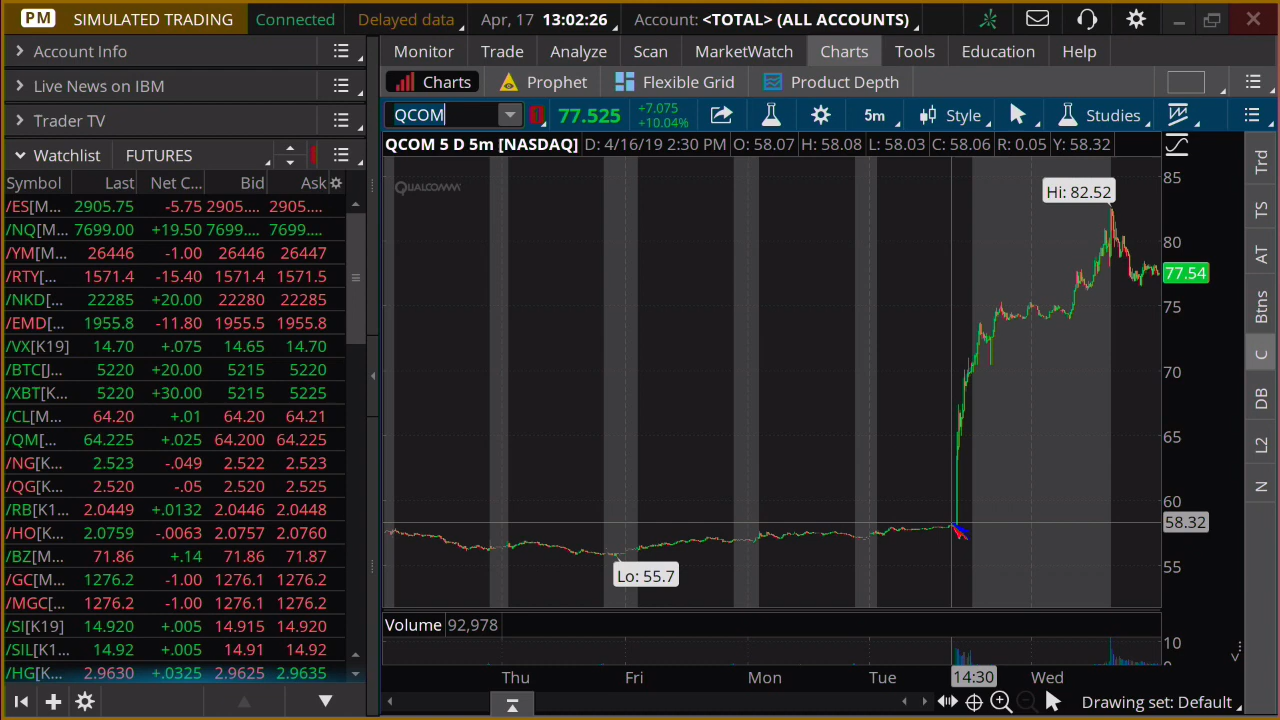 PM SIMULATED TRADING Connected Delayed data Apr, 17 13:02:26 Account: <TOTAL> (ALL ACCOUNTS)
Account Info
Live News on IBM
Trader TV
Watchlist FUTURES
Symbol Last Net C... Bid Ask
/ES[M... 2905.75 -5.75 2905.... 2905....
/NQ[M... 7699.00 +19.50 7699.... 7699....
/YM[M... 26446 -1.00 26446 26447
/RTY[... 1571.4 -15.40 1571.4 1571.5
/NKD[... 22285 +20.00 22280 22285
/EMD[... 1955.8 -11.80 1955.5 1955.8
/VX[K19] 14.70 +.075 14.65 14.70
/BTC[J... 5220 +20.00 5215 5220
/XBT[K... 5220 +30.00 5215 5225
/CL[M... 64.20 +.01 64.20 64.21
/QM[... 64.225 +.025 64.200 64.225
/NG[K... 2.523 -.049 2.522 2.523
/QG[K... 2.520 -.05 2.520 2.525
/RB[K1... 2.0449 +.0132 2.0446 2.0448
/HO[K... 2.0759 -.0063 2.0759 2.0760
/BZ[M... 71.86 +.14 71.86 71.87
/GC[M... 1276.2 -1.00 1276.1 1276.2
/MGC[... 1276.2 -1.00 1276.1 1276.2
/SI[K19] 14.920 +.005 14.915 14.920
/SIL[K1... 14.92 +.005 14.91 14.92
/HG[K... 2.9630 +.0325 2.9625 2.9635
Monitor Trade Analyze Scan MarketWatch Charts Tools Education Help
Charts Prophet Flexible Grid Product Depth
QCOM 77.525 +7.075 5m Style Studies
+10.04%
QCOM 5 D 5m [NASDAQ] D: 4/16/19 2:30 PM O: 58.07 H: 58.08 L: 58.03 C: 58.06 R: 0.05 Y: 58.32
QUALCOMM
Hi: 82.52
Lo: 55.7
85
80
77.54
75
70
65
60
58.32
55
Volume 92,978
10
0
Thu Fri Mon Tue 14:30 Wed
Drawing set: Default
Trd
TS
AT
Btns
C
DB
L2
N